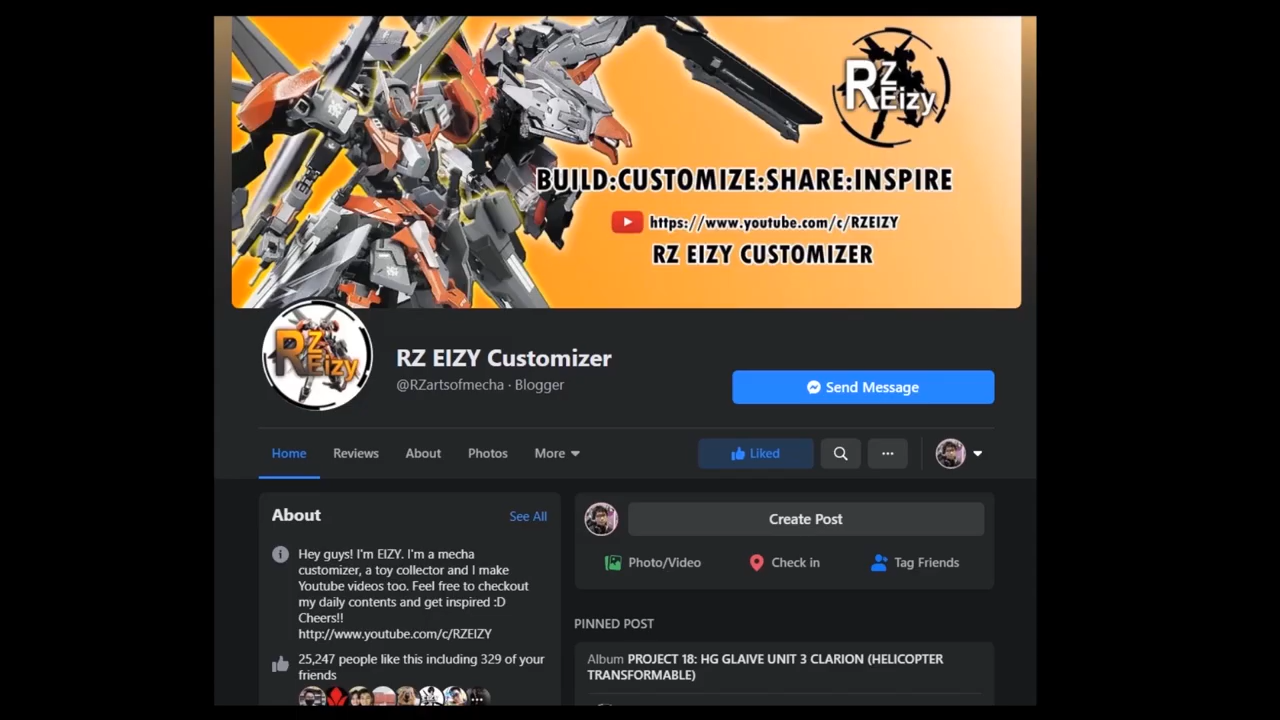 RZ
Eizy
BUILD:CUSTOMIZE:SHARE:INSPIRE
https://www.youtube.com/c/RZEIZY
RZ EIZY CUSTOMIZER
RZ
Eizy
RZ EIZY Customizer
@RZartsofmecha · Blogger
Send Message
Home Reviews About Photos More
Liked
About See All
Hey guys! I'm EIZY. I'm a mecha
customizer, a toy collector and I make
Youtube videos too. Feel free to checkout
my daily contents and get inspired :D
Cheers!!
http://www.youtube.com/c/RZEIZY
25,247 people like this including 329 of your
friends
Create Post
Photo/Video Check in Tag Friends
PINNED POST
Album PROJECT 18: HG GLAIVE UNIT 3 CLARION (HELICOPTER
TRANSFORMABLE)